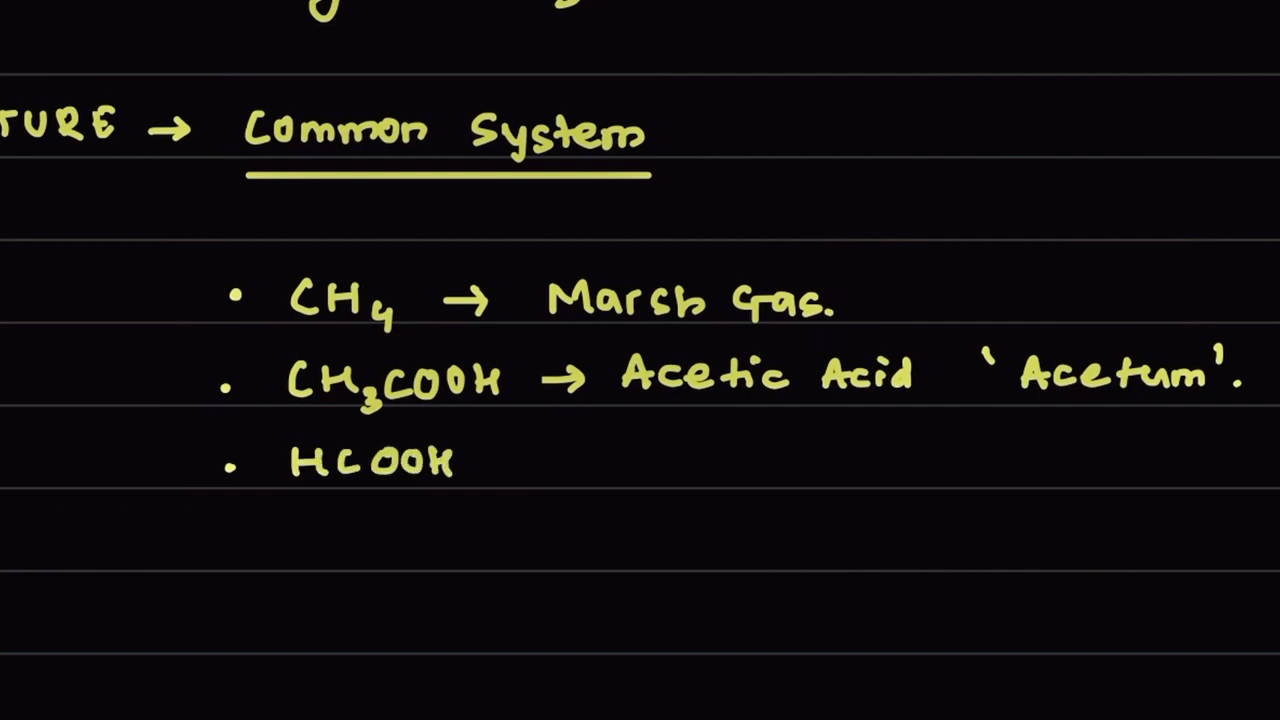 TURE → Common System
• CH₄ → Marsh Gas.
• CH₃COOH → Acetic Acid 'Acetum'.
• HCOOH